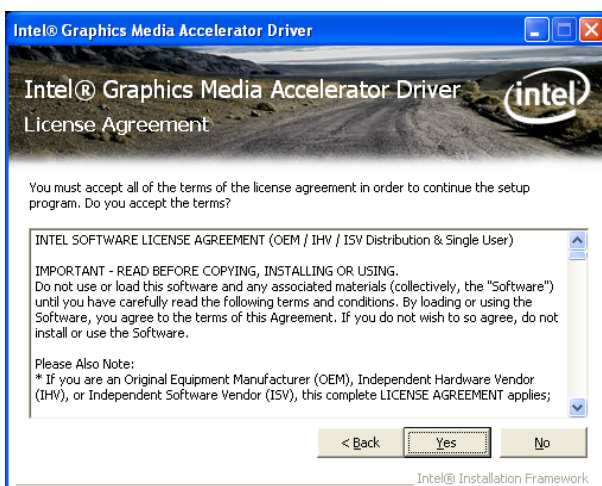 Intel® Graphics Media Accelerator Driver
Intel® Graphics Media Accelerator Driver
License Agreement
intel
You must accept all of the terms of the license agreement in order to continue the setup
program. Do you accept the terms?
INTEL SOFTWARE LICENSE AGREEMENT (OEM / IHV / ISV Distribution & Single User)
IMPORTANT - READ BEFORE COPYING, INSTALLING OR USING.
Do not use or load this software and any associated materials (collectively, the "Software")
until you have carefully read the following terms and conditions. By loading or using the
Software, you agree to the terms of this Agreement. If you do not wish to so agree, do not
install or use the Software.
Please Also Note:
* If you are an Original Equipment Manufacturer (OEM), Independent Hardware Vendor
(IHV), or Independent Software Vendor (ISV), this complete LICENSE AGREEMENT applies;
< Back Yes No
Intel® Installation Framework